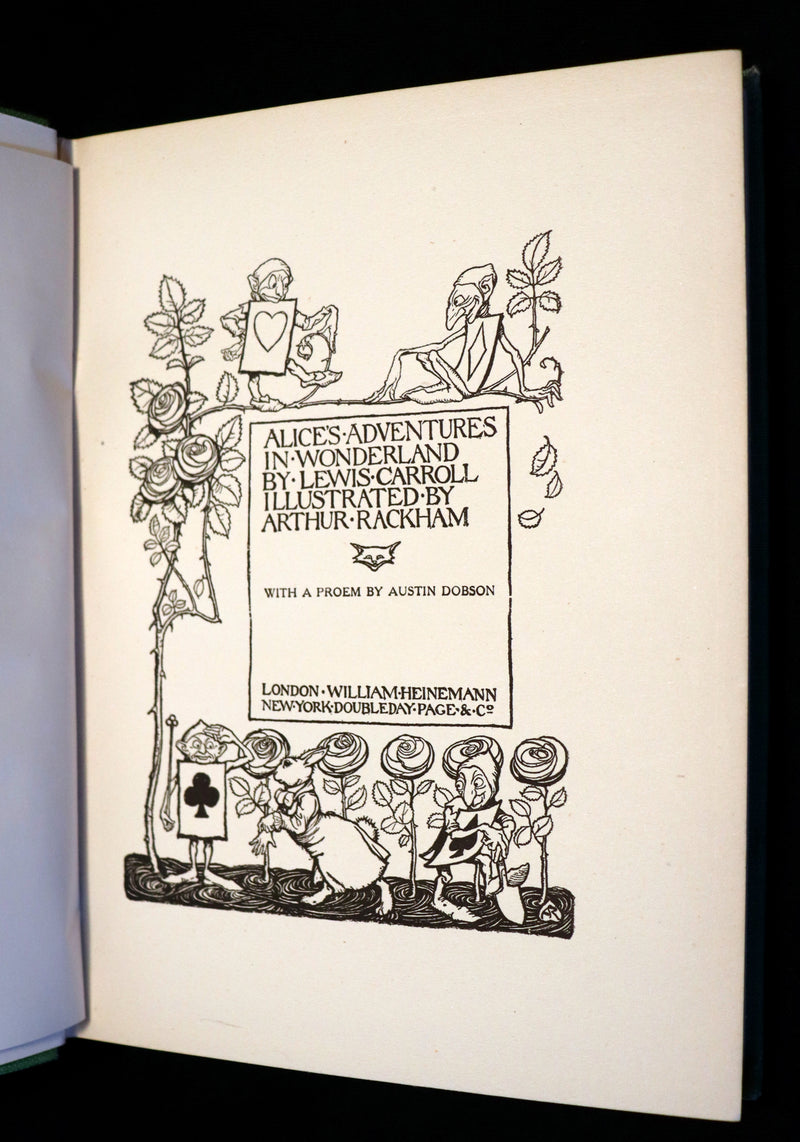 ALICE'S·ADVENTURES
IN·WONDERLAND
BY·LEWIS·CARROLL
ILLUSTRATED·BY
ARTHUR·RACKHAM
WITH A PROEM BY AUSTIN DOBSON
LONDON·WILLIAM·HEINEMANN
NEW·YORK·DOUBLEDAY·PAGE·&·Cº